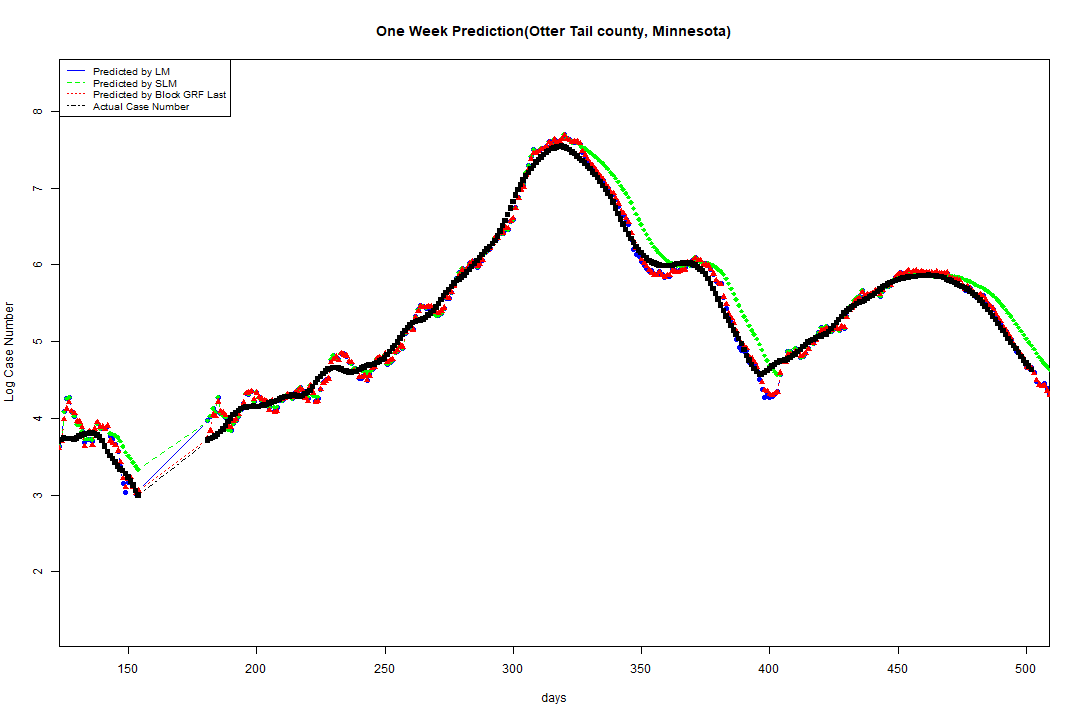 One Week Prediction(Otter Tail county, Minnesota)
Predicted by LM
Predicted by SLM
Predicted by Block GRF Last
Actual Case Number
Log Case Number
8
7
6
5
4
3
2
150 200 250 300 350 400 450 500
days